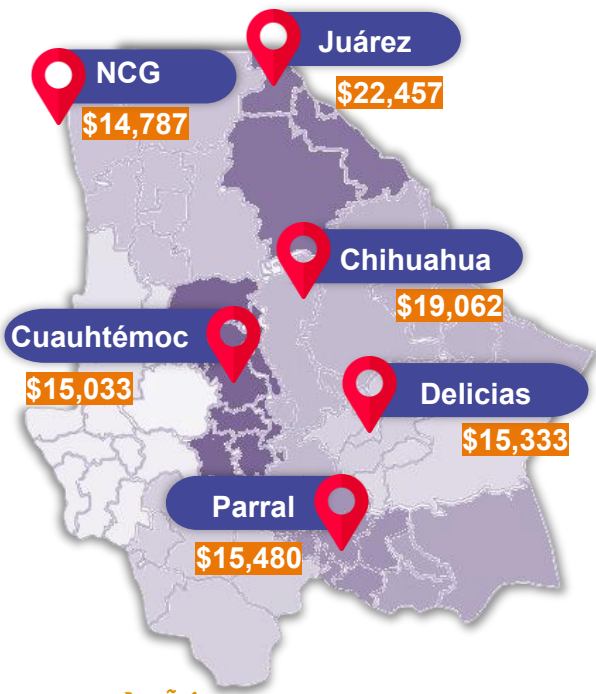 Juárez
$22,457
NCG
$14,787
Chihuahua
$19,062
Cuauhtémoc
$15,033
Delicias
$15,333
Parral
$15,480